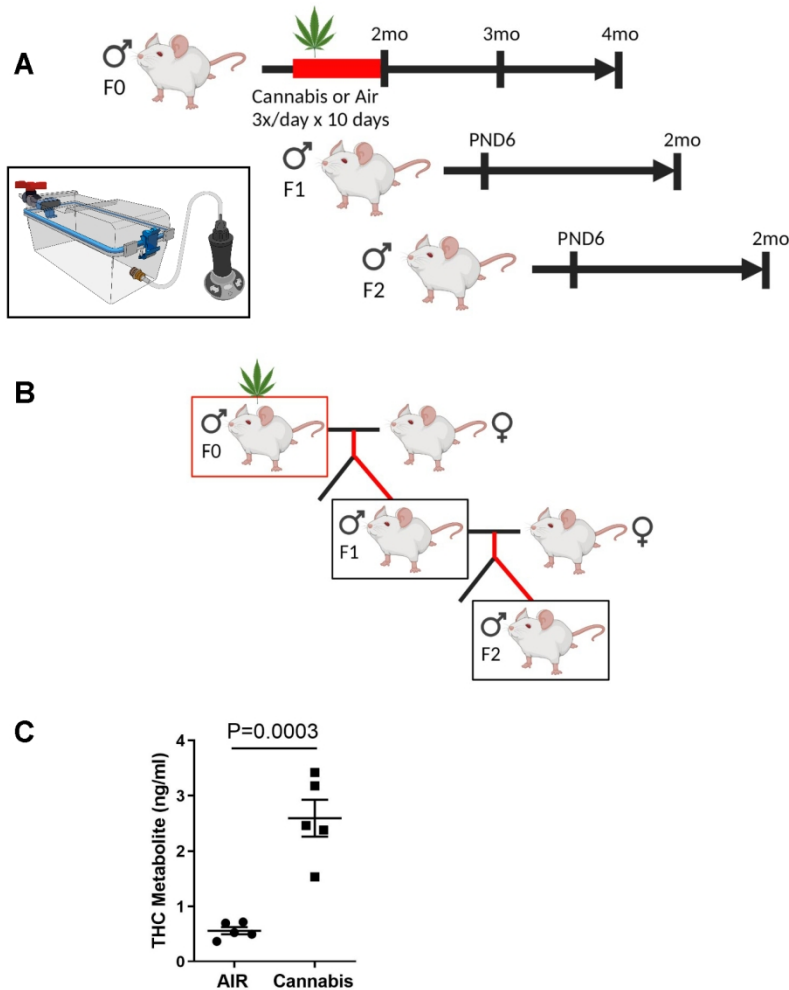 A
♂
F0
2mo
3mo
4mo
Cannabis or Air
3x/day x 10 days
♂
F1
PND6
2mo
♂
F2
PND6
2mo
B
♂
F0
♀
♂
F1
♀
♂
F2
C
P=0.0003
THC Metabolite (ng/ml)
4
3
2
1
0
AIR
Cannabis